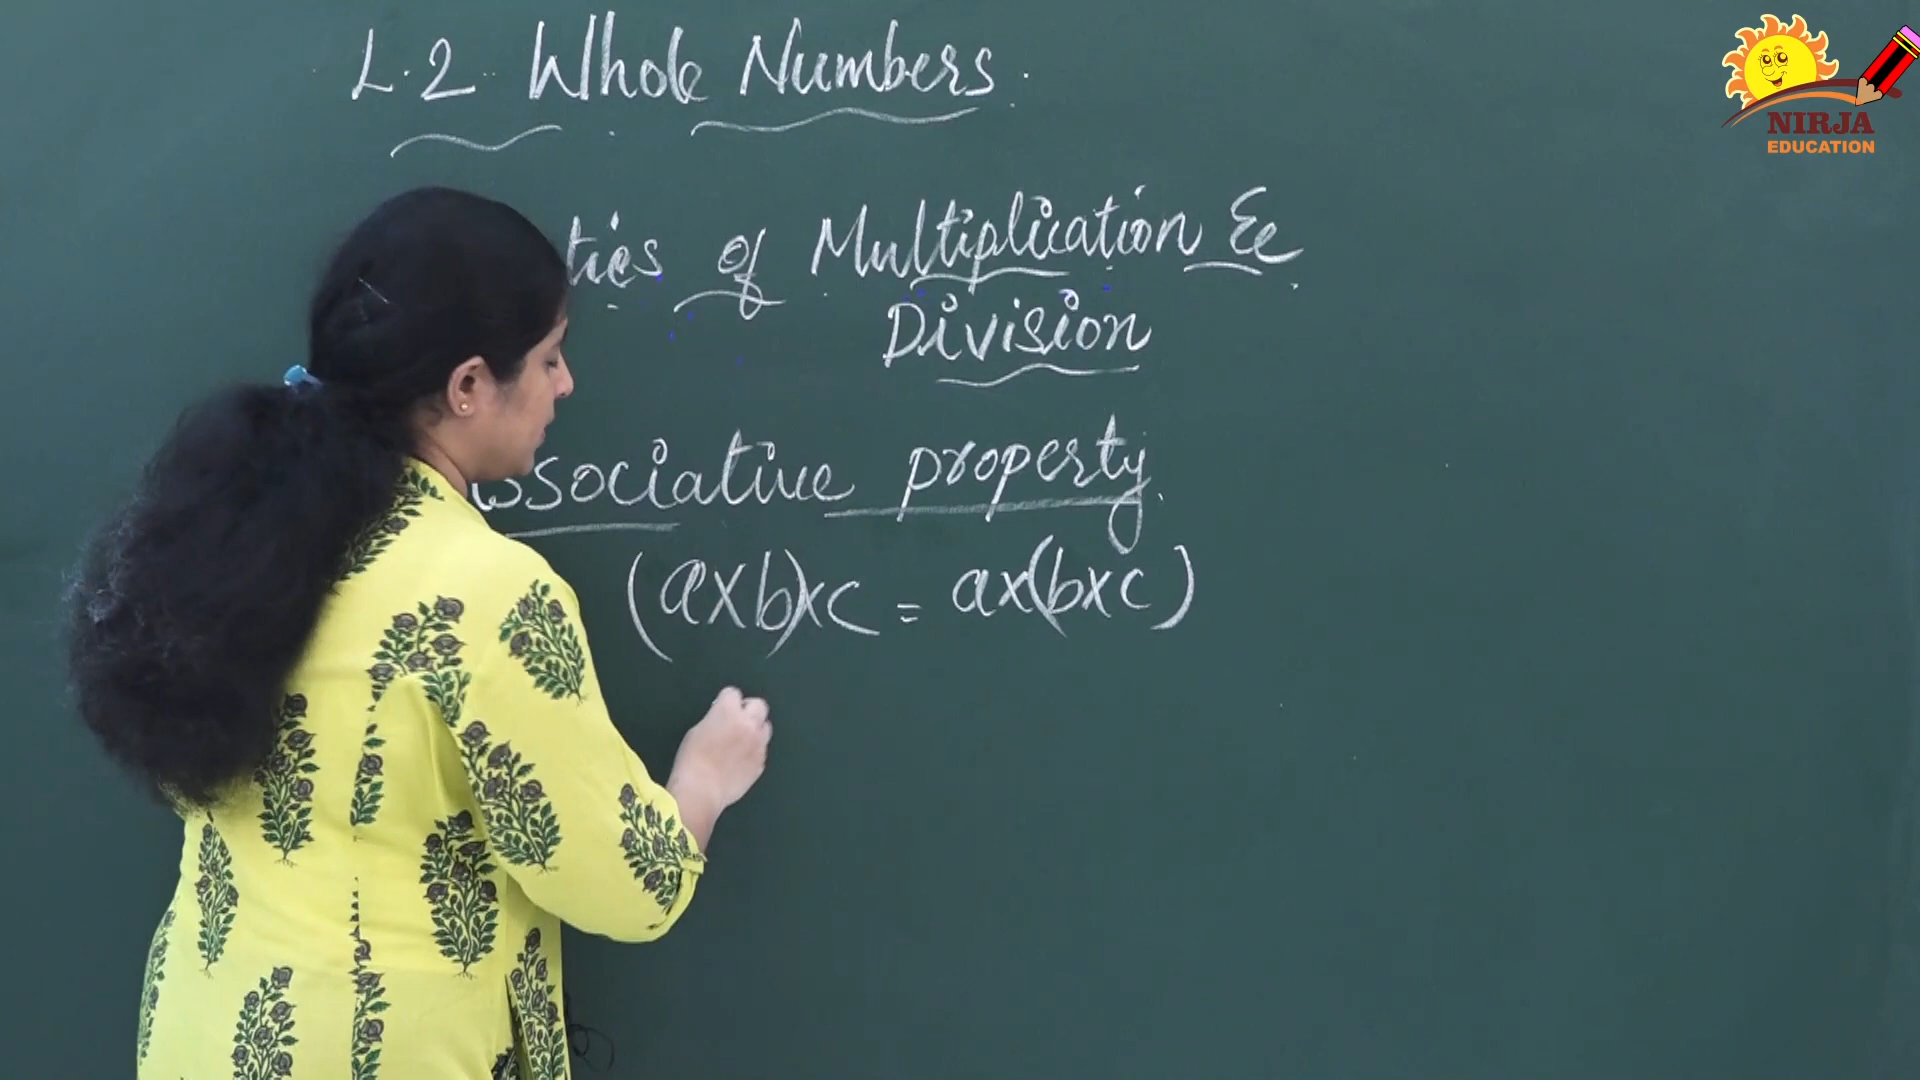 L.2 Whole Numbers.
ties of Multiplication &
Division
ssociative property.
(a×b)×c = a×(b×c)
NIRJA
EDUCATION